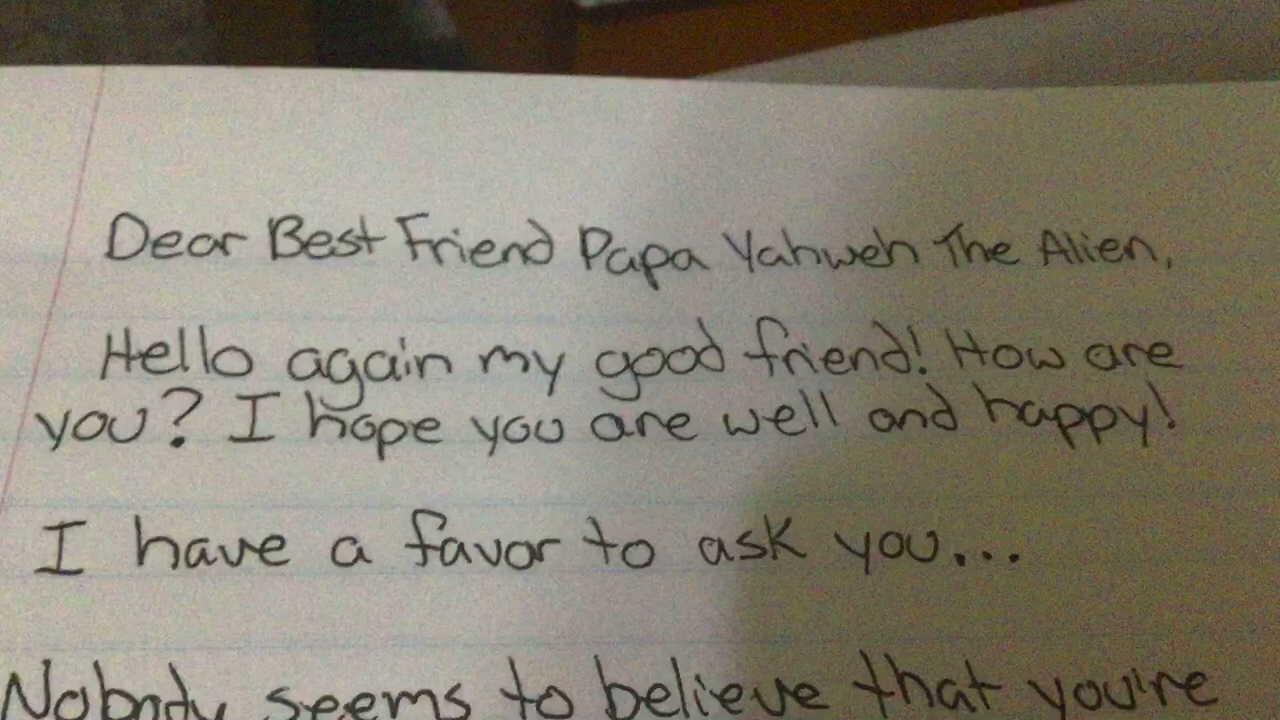 Dear Best Friend Papa Yahweh The Alien,
Hello again my good friend! How are
you? I hope you are well and happy!
I have a favor to ask you...
Nobody seems to believe that you're